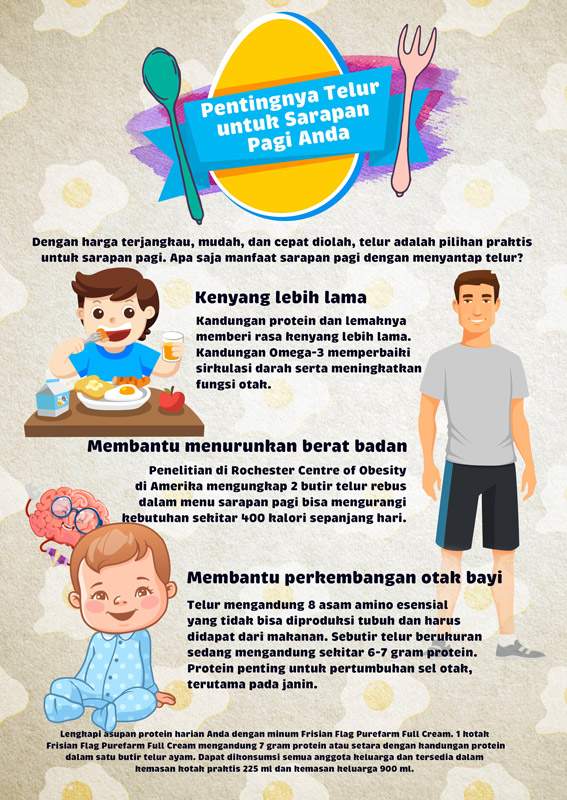 Pentingnya Telur
untuk Sarapan
Pagi Anda
Dengan harga terjangkau, mudah, dan cepat diolah, telur adalah pilihan praktis
untuk sarapan pagi. Apa saja manfaat sarapan pagi dengan menyantap telur?
Kenyang lebih lama
Kandungan protein dan lemaknya
memberi rasa kenyang lebih lama.
Kandungan Omega-3 memperbaiki
sirkulasi darah serta meningkatkan
fungsi otak.
Membantu menurunkan berat badan
Penelitian di Rochester Centre of Obesity
di Amerika mengungkap 2 butir telur rebus
dalam menu sarapan pagi bisa mengurangi
kebutuhan sekitar 400 kalori sepanjang hari.
Membantu perkembangan otak bayi
Telur mengandung 8 asam amino esensial
yang tidak bisa diproduksi tubuh dan harus
didapat dari makanan. Sebutir telur berukuran
sedang mengandung sekitar 6-7 gram protein.
Protein penting untuk pertumbuhan sel otak,
terutama pada janin.
Lengkapi asupan protein harian Anda dengan minum Frisian Flag Purefarm Full Cream. 1 kotak
Frisian Flag Purefarm Full Cream mengandung 7 gram protein atau setara dengan kandungan protein
dalam satu butir telur ayam. Dapat dikonsumsi semua anggota keluarga dan tersedia dalam
kemasan kotak praktis 225 ml dan kemasan keluarga 900 ml.